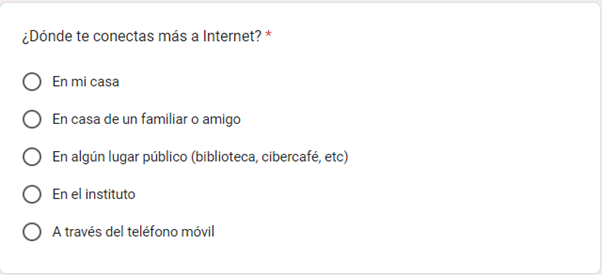 ¿Dónde te conectas más a Internet? *
En mi casa
En casa de un familiar o amigo
En algún lugar público (biblioteca, cibercafé, etc)
En el instituto
A través del teléfono móvil